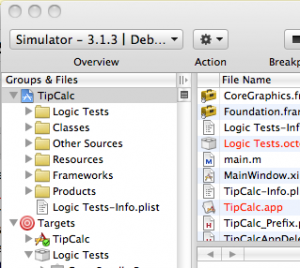 Simulator - 3.1.3 | Deb...
Overview
Action
Breakp
Groups & Files
TipCalc
Logic Tests
Classes
Other Sources
Resources
Frameworks
Products
Logic Tests-Info.plist
Targets
TipCalc
Logic Tests
File Name
CoreGraphics.fr
Foundation.fran
Logic Tests-Info
Logic Tests.octe
main.m
MainWindow.xi
TipCalc-Info.pl
TipCalc.app
TipCalc_Prefix.p
TipCalcAppDel